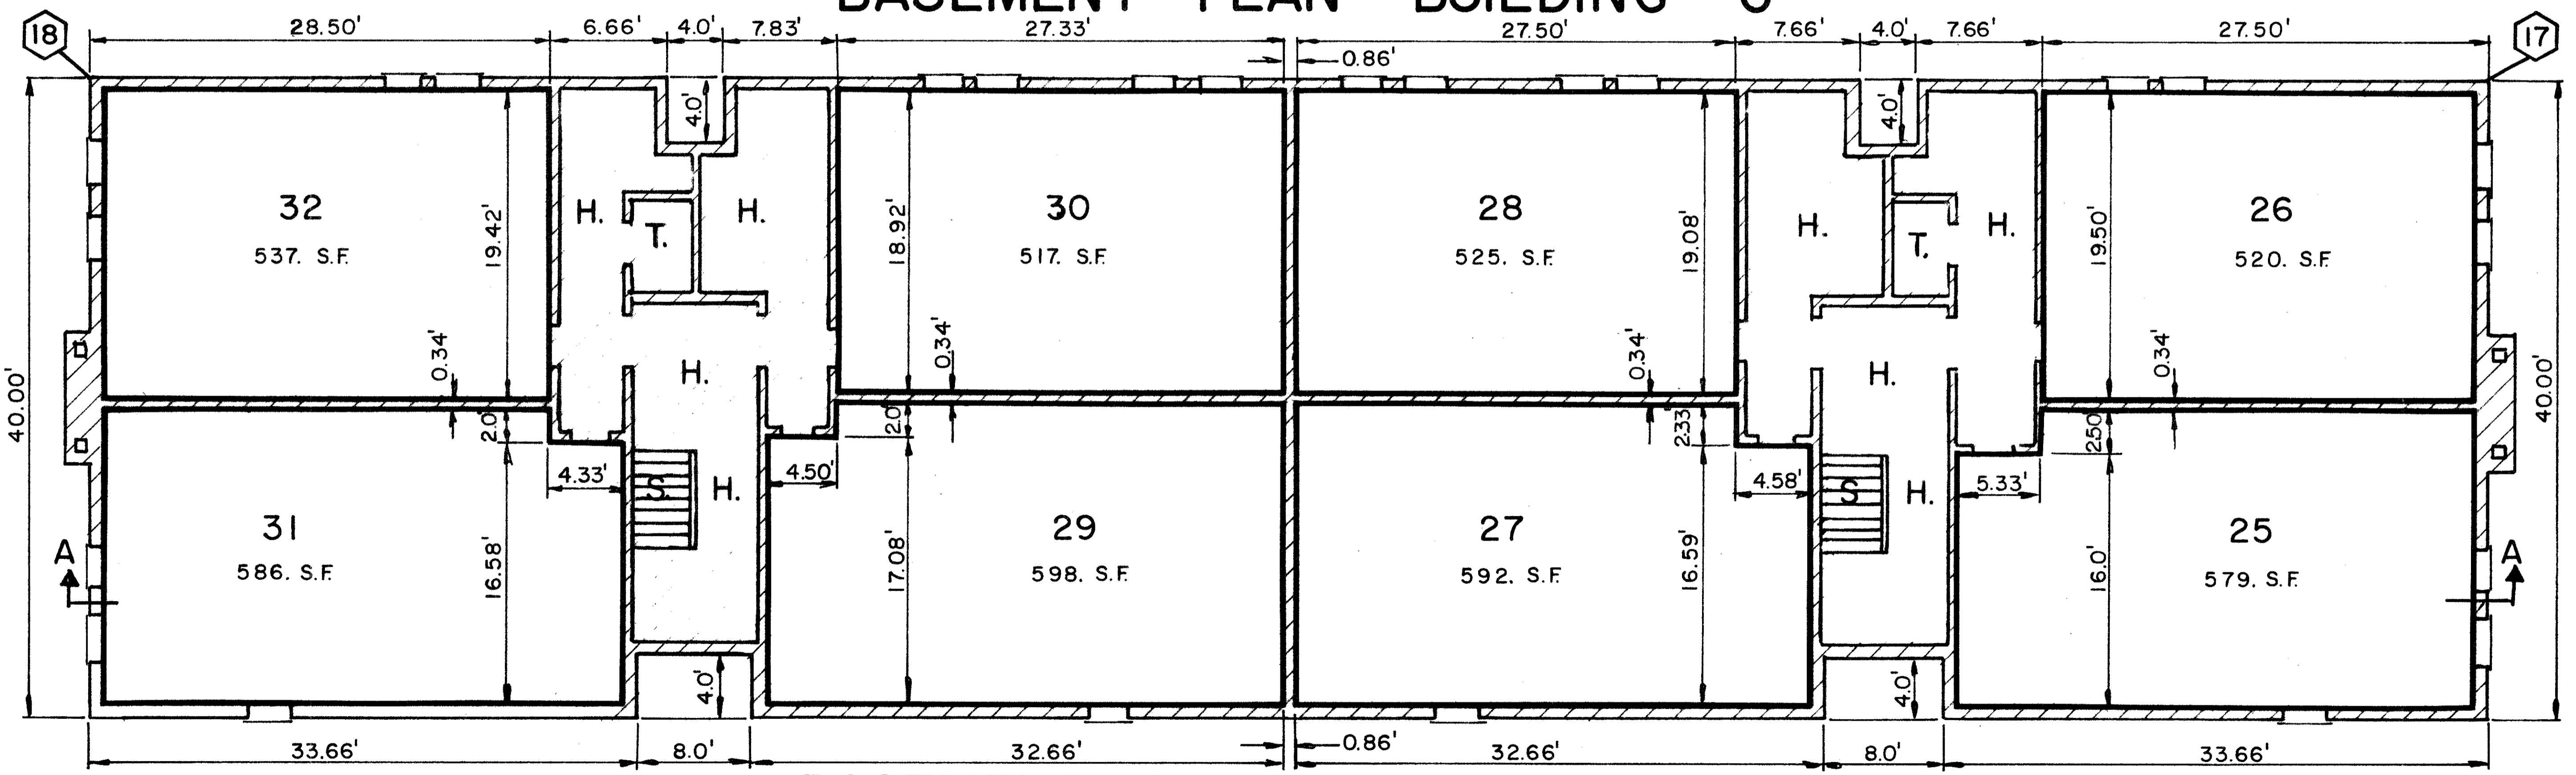 BASEMENT PLAN BUILDING
18 28.50' 6.66' 4.0' 7.83' 27.33' 27.50' 7.66' 4.0' 7.66' 27.50' 17
0.86'
4.0' 4.0'
32 H. H. 30 28 H. H. 26
537. S.F. T. 517. S.F. 525. S.F. T. 520. S.F.
19.42' 18.92' 19.08' 19.50'
0.34' 0.34' 0.34' 0.34'
H. H.
40.00' 40.00'
2.0' 2.0' 2.33' 2.50'
4.33' S. H. 4.50' 4.58' S H. 5.33'
31 29 27 25
586. S.F. 598. S.F. 592. S.F. 579. S.F.
16.58' 17.08' 16.59' 16.0'
A A
4.0' 4.0'
0.86'
33.66' 8.0' 32.66' 32.66' 8.0' 33.66'